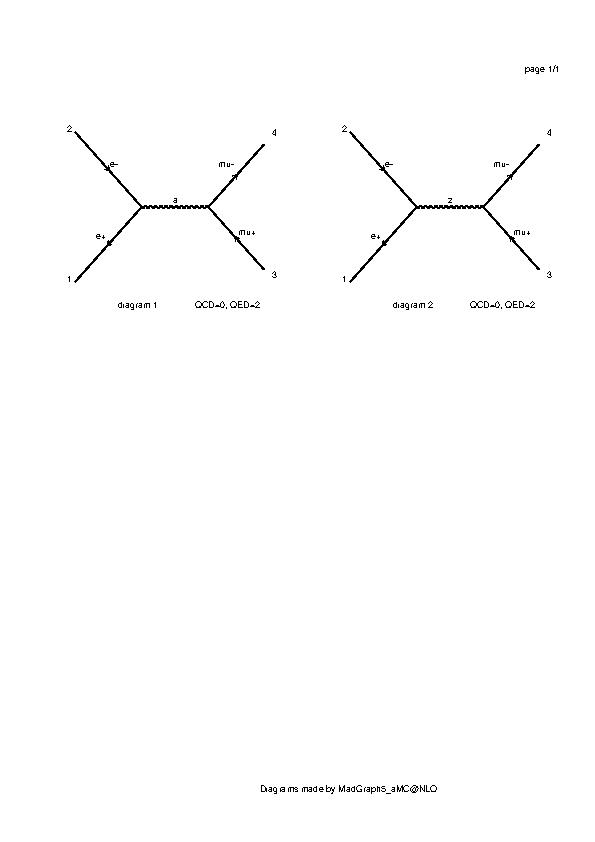 page 1/1
2
e-
e+
1
a
mu-
mu+
4
3
diagram 1 QCD=0, QED=2
2
e-
e+
1
z
mu-
mu+
4
3
diagram 2 QCD=0, QED=2
Diagrams made by MadGraph5_aMC@NLO